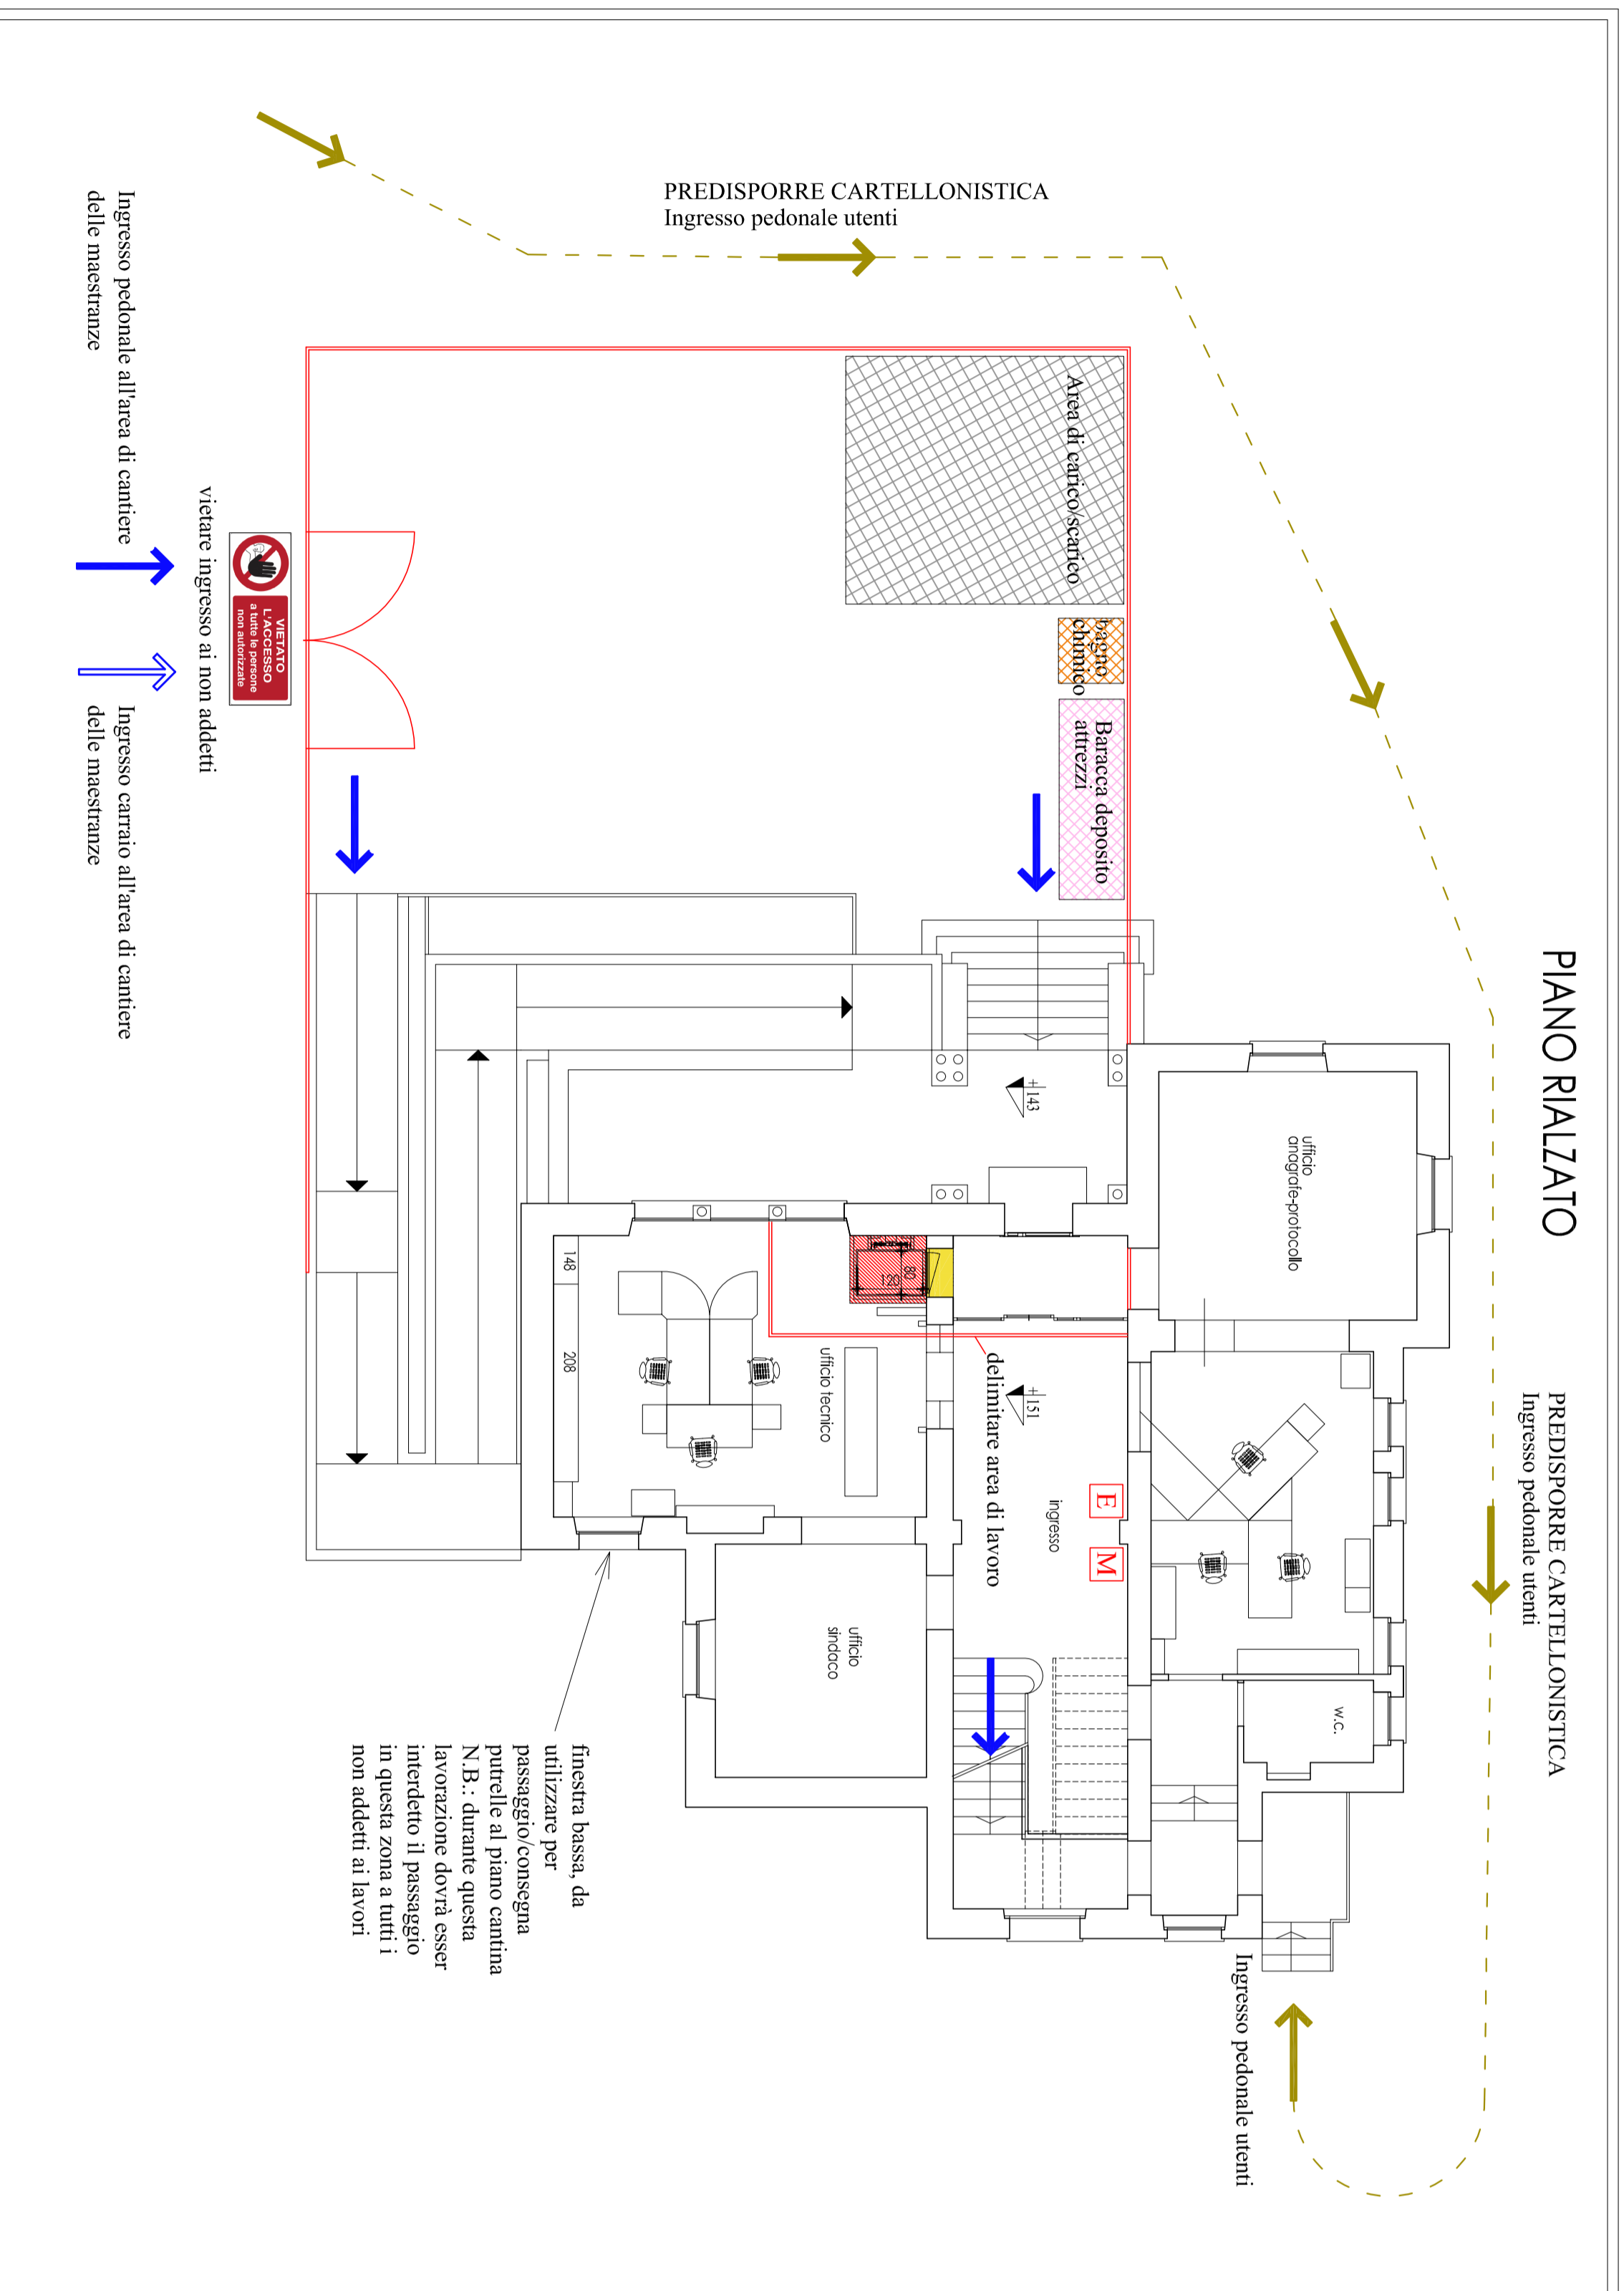 PIANO RIALZATO
PREDISPORRE CARTELLONISTICA
Ingresso pedonale utenti
PREDISPORRE CARTELLONISTICA
Ingresso pedonale utenti
Area di carico/scarico
bagno
chimico
Baracca deposito
attrezzi
ufficio
anagrafe-protocollo
w.c.
Ingresso pedonale utenti
+143
+151
E
M
ingresso
delimitare area di lavoro
80
120
ufficio tecnico
ufficio
sindaco
148
208
finestra bassa, da
utilizzare per
passaggio/consegna
putrelle al piano cantina
N.B.: durante questa
lavorazione dovrà esser
interdetto il passaggio
in questa zona a tutti i
non addetti ai lavori
VIETATO
L'ACCESSO
a tutte le persone
non autorizzate
vietare ingresso ai non addetti
Ingresso pedonale all'area di cantiere
delle maestranze
Ingresso carraio all'area di cantiere
delle maestranze